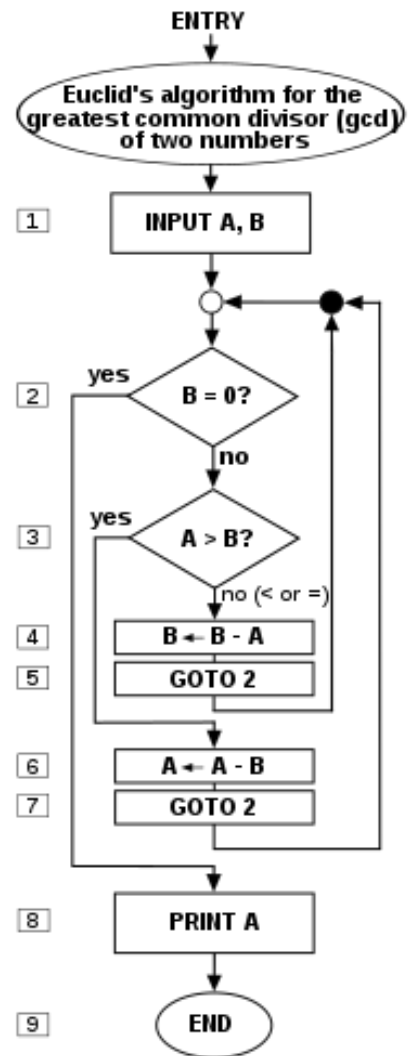 ENTRY
Euclid's algorithm for the
greatest common divisor (gcd)
of two numbers
1
INPUT A, B
yes
2
B = 0?
no
yes
3
A > B?
no (< or =)
4
B ← B - A
5
GOTO 2
6
A ← A - B
7
GOTO 2
8
PRINT A
9
END